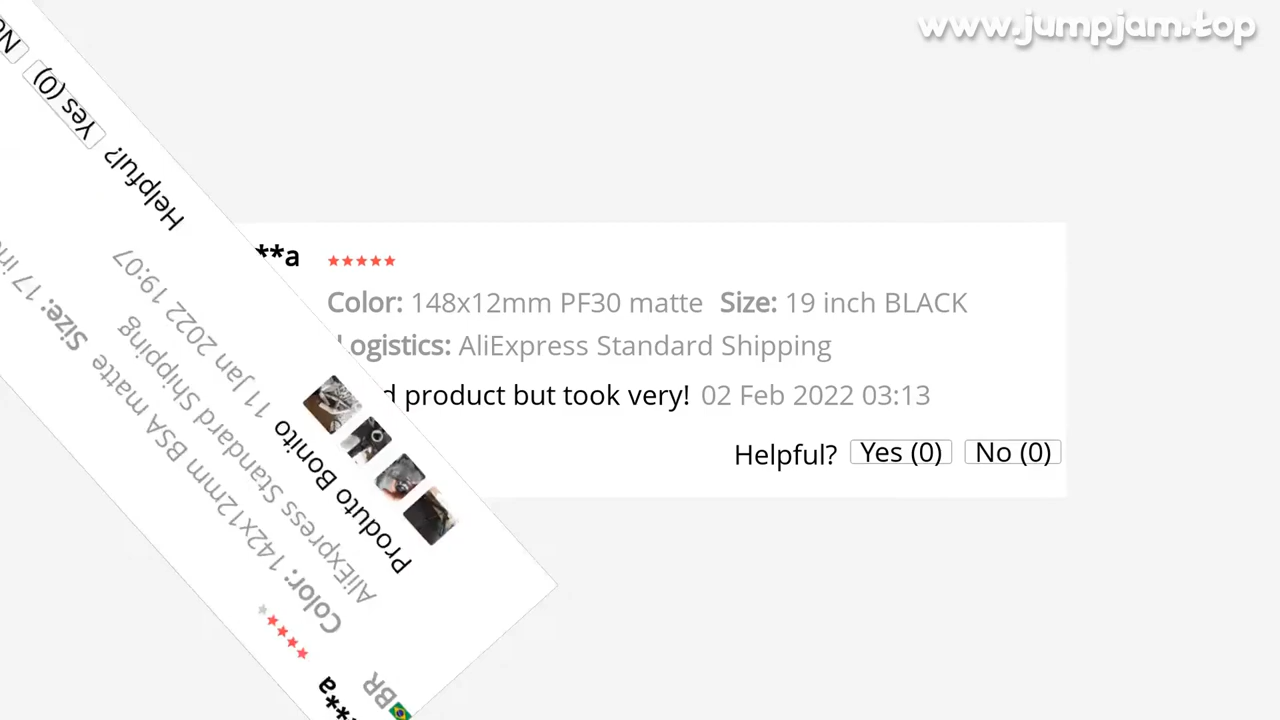 www.jumpjam.top
**a
Color: 148x12mm PF30 matte Size: 19 inch BLACK
Logistics: AliExpress Standard Shipping
product but took very! 02 Feb 2022 03:13
Helpful? Yes (0) No (0)
***a
BR
Color: 142x12mm BSA matte Size: 17
AliExpress Standard Shipping
Produto Bonito 11 Jan 2022 19:07
Helpful? Yes (0) No